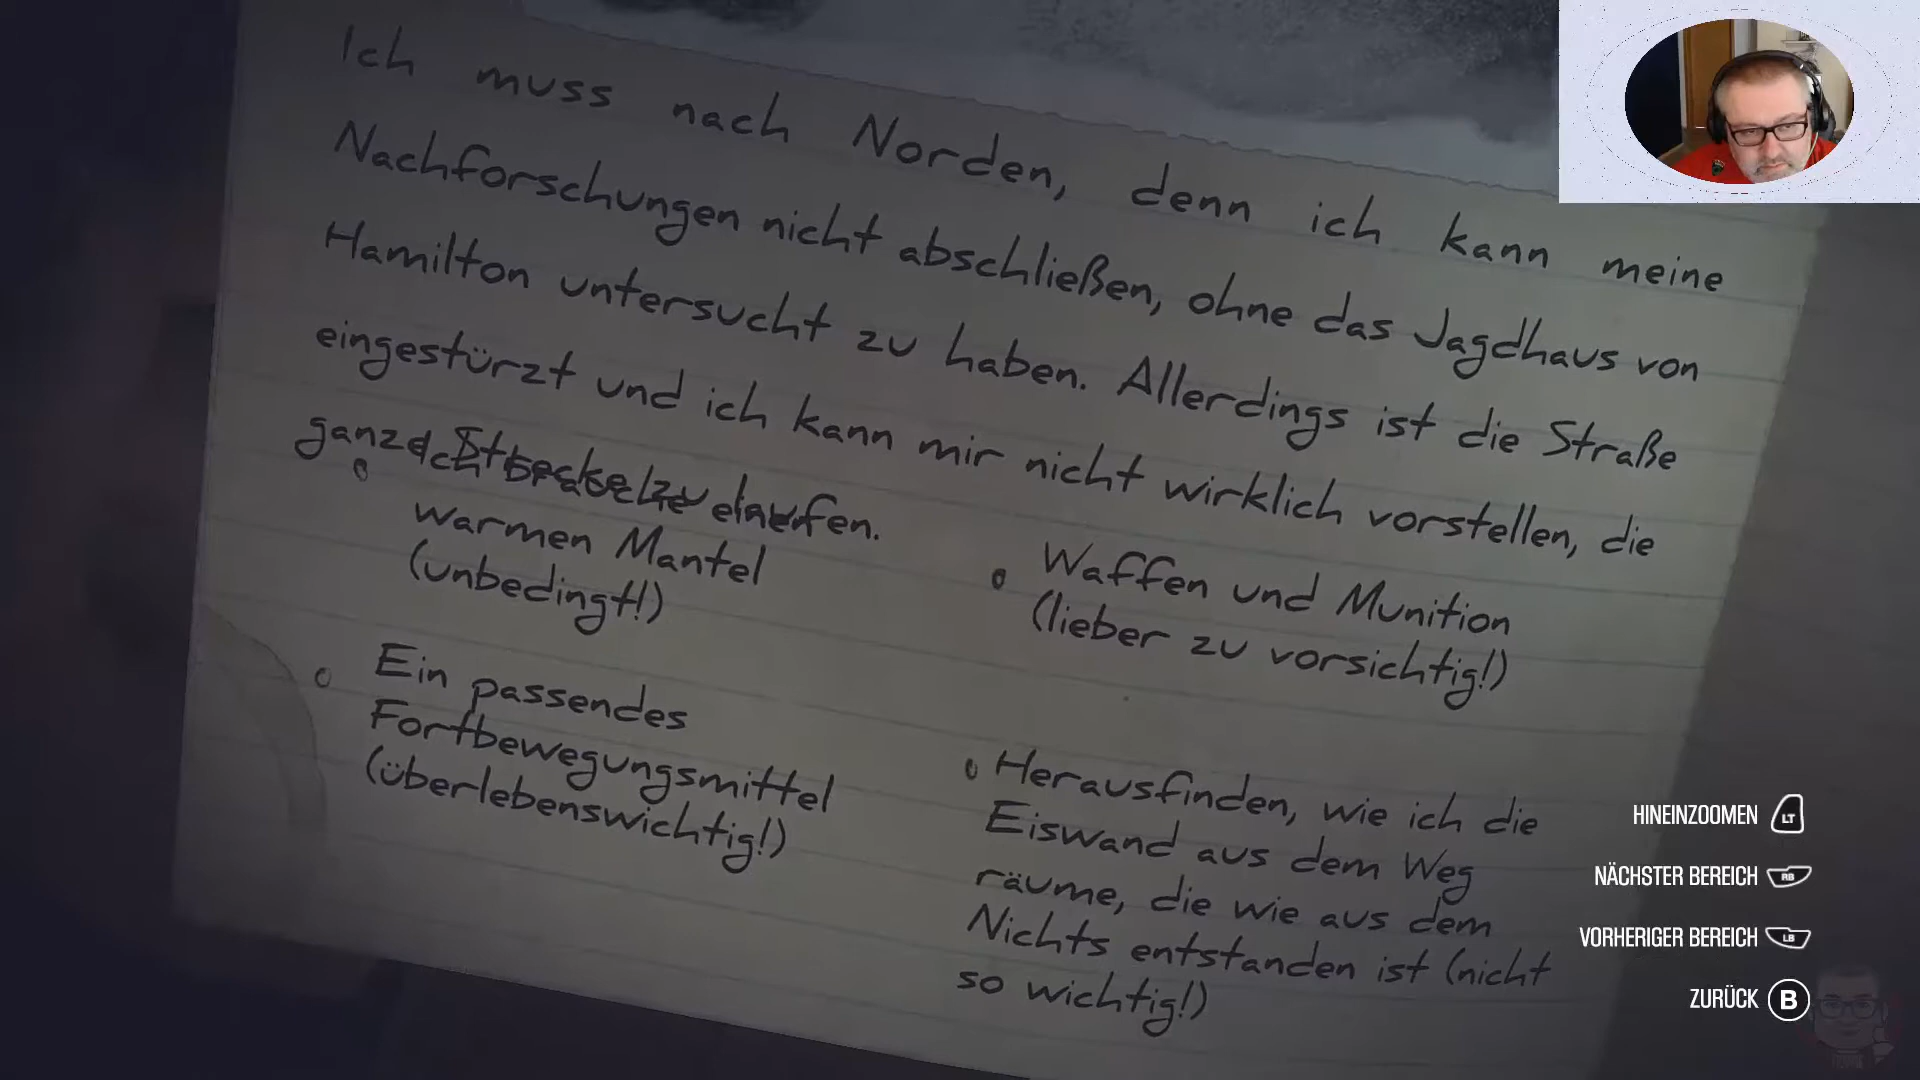 Ich muss nach Norden, denn ich kann meine
Nachforschungen nicht abschließen, ohne das Jagdhaus von
Hamilton untersucht zu haben. Allerdings ist die Straße
eingestürzt und ich kann mir nicht wirklich vorstellen, die
ganze Strecke zu laufen.
Ich brauche einen
warmen Mantel
(unbedingt!)
Waffen und Munition
(lieber zu vorsichtig!)
Ein passendes
Fortbewegungsmittel
(überlebenswichtig!)
Herausfinden, wie ich die
Eiswand aus dem Weg
räume, die wie aus dem
Nichts entstanden ist (nicht
so wichtig!)
HINEINZOOMEN LT
NÄCHSTER BEREICH RB
VORHERIGER BEREICH LB
ZURÜCK B